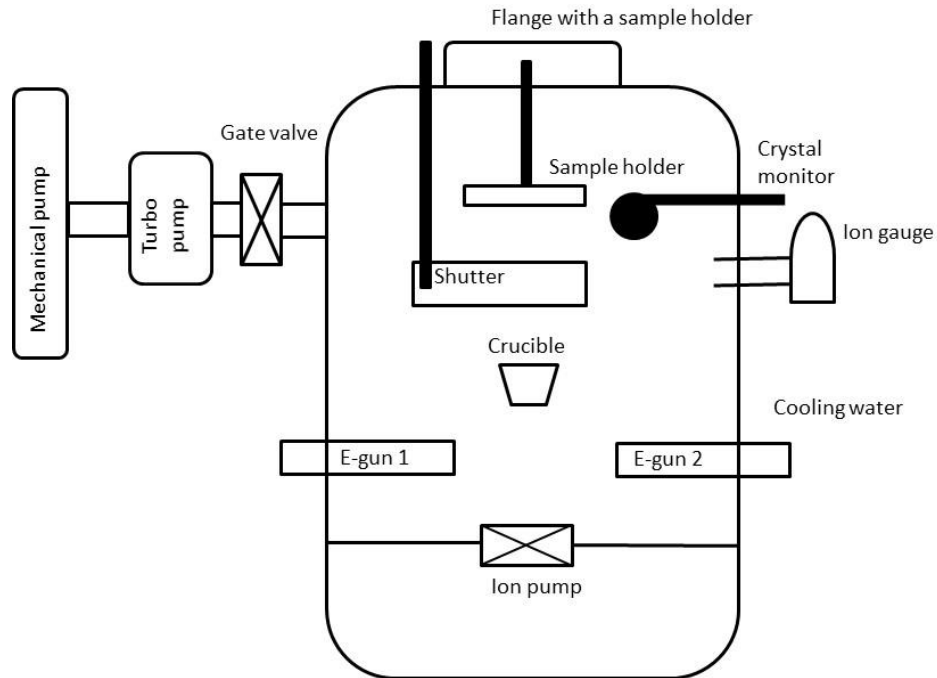 Flange with a sample holder
Gate valve
Mechanical pump
Turbo
pump
Sample holder
Crystal
monitor
Ion gauge
Shutter
Crucible
Cooling water
E-gun 1
E-gun 2
Ion pump